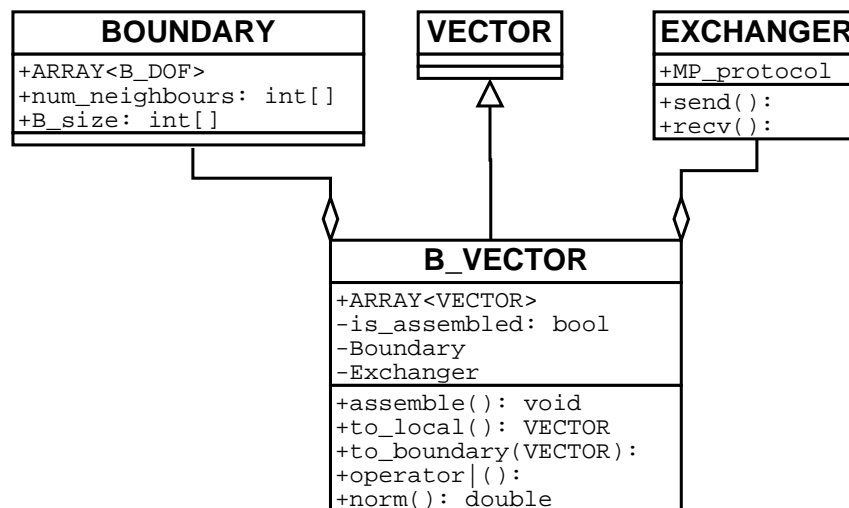 BOUNDARY
+ARRAY<B_DOF>
+num_neighbours: int[]
+B_size: int[]
VECTOR
EXCHANGER
+MP_protocol
+send():
+recv():
B_VECTOR
+ARRAY<VECTOR>
-is_assembled: bool
-Boundary
-Exchanger
+assemble(): void
+to_local(): VECTOR
+to_boundary(VECTOR):
+operator|():
+norm(): double